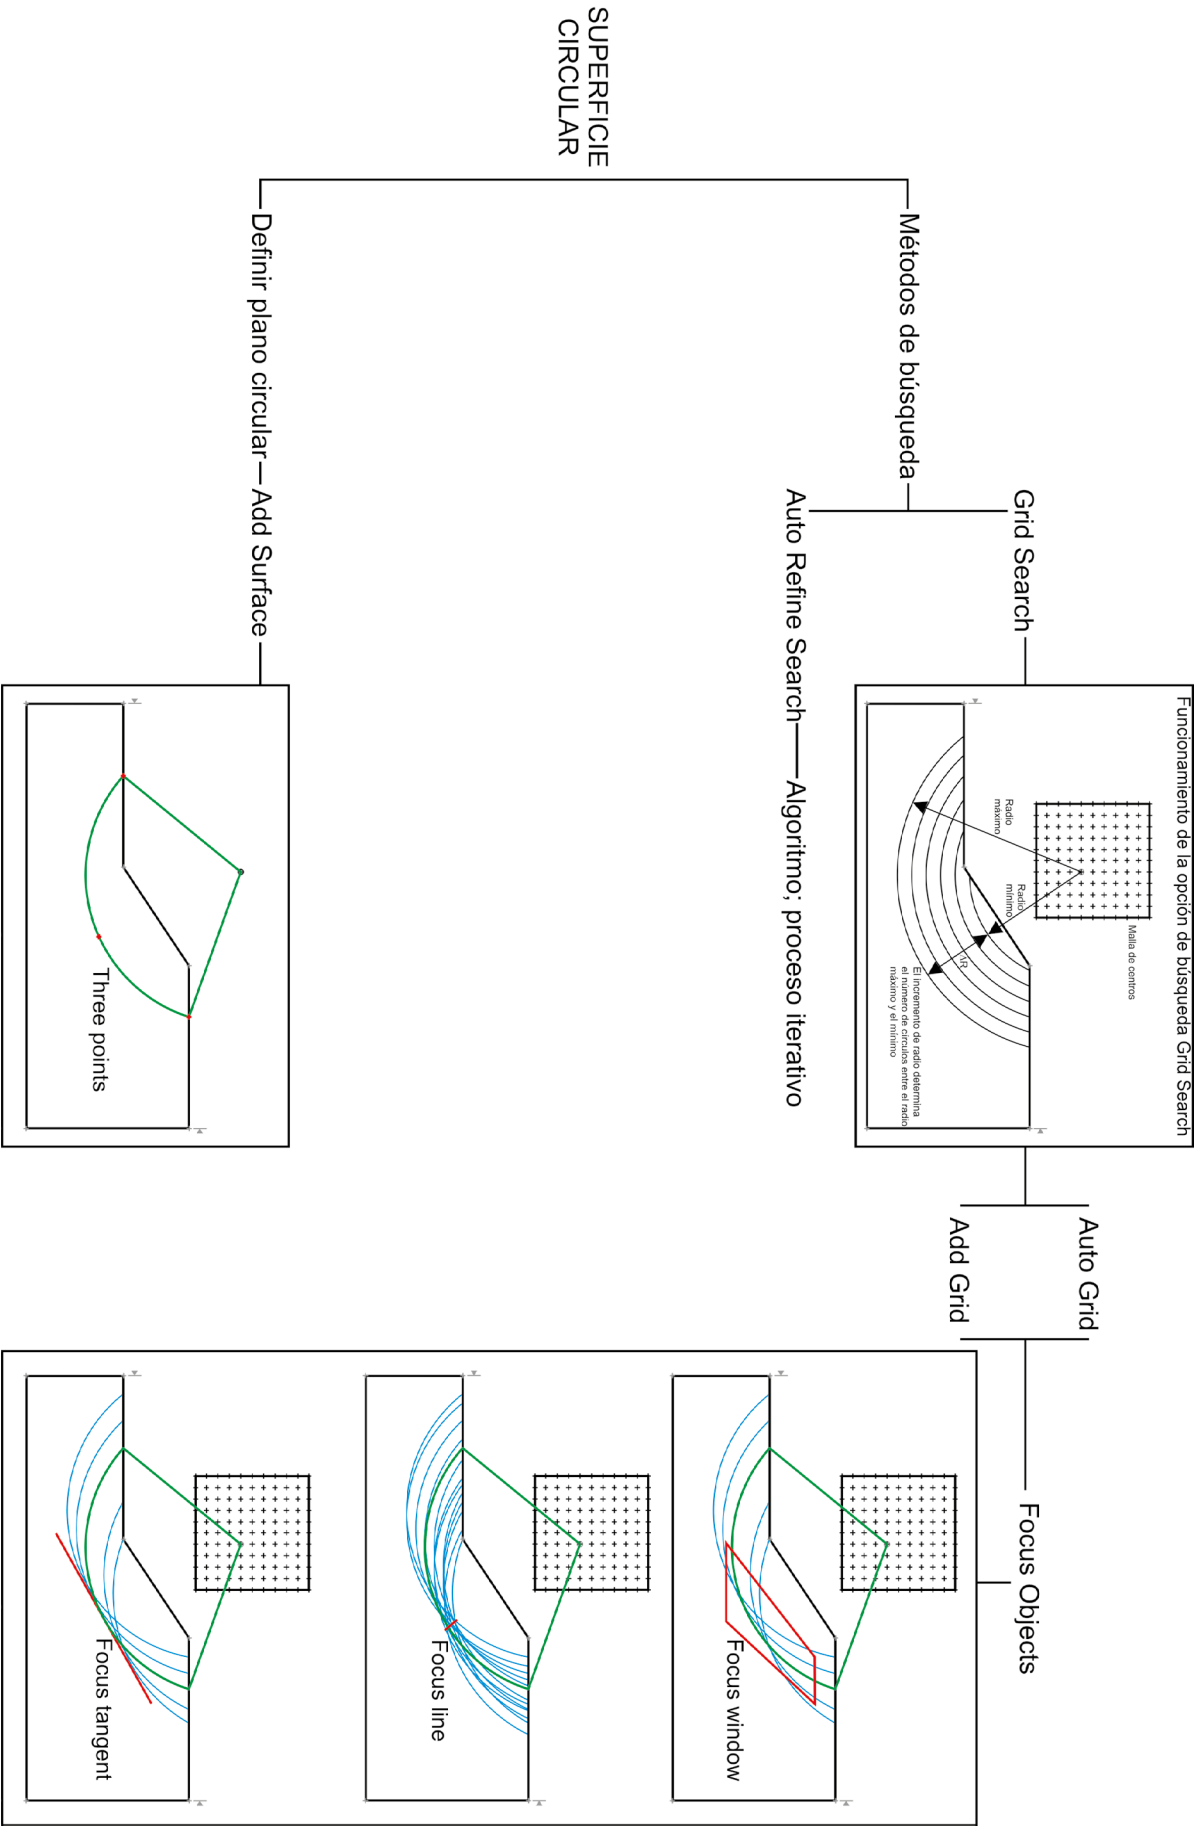 SUPERFICIE
CIRCULAR
Métodos de búsqueda
Grid Search
Funcionamiento de la opción de búsqueda Grid Search
Malla de centros
Radio
máximo
Radio
mínimo
ΔR
El incremento de radio determina
el número de círculos entre el radio
máximo y el mínimo
Auto Grid
Add Grid
Focus Objects
Focus window
Focus line
Focus tangent
Auto Refine Search
Algoritmo; proceso iterativo
Definir plano circular
Add Surface
Three points